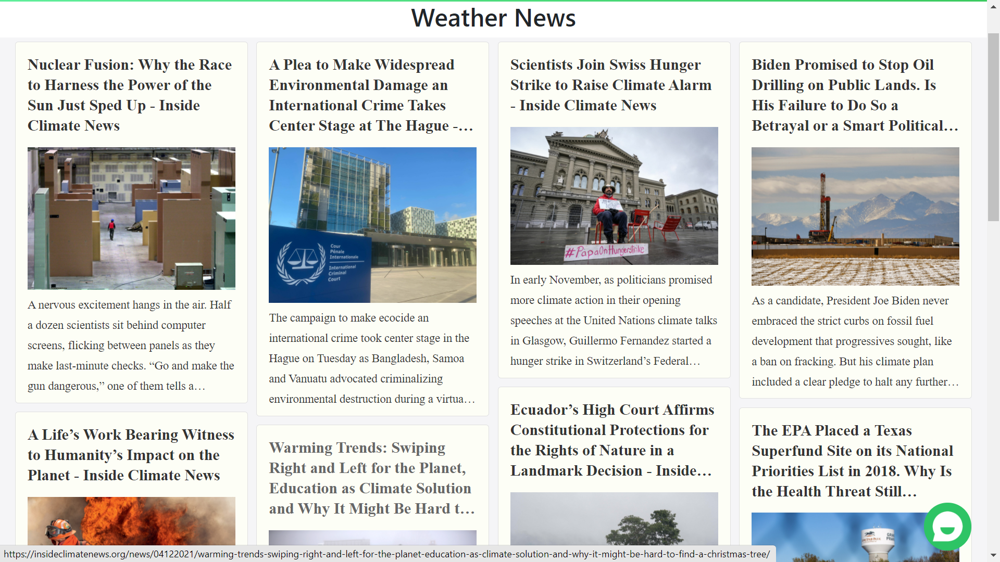 Weather News
Nuclear Fusion: Why the Race
to Harness the Power of the
Sun Just Sped Up - Inside
Climate News
A nervous excitement hangs in the air. Half
a dozen scientists sit behind computer
screens, flicking between panels as they
make last-minute checks. “Go and make the
gun dangerous,” one of them tells a…
A Life’s Work Bearing Witness
to Humanity’s Impact on the
Planet - Inside Climate News
A Plea to Make Widespread
Environmental Damage an
International Crime Takes
Center Stage at The Hague -…
Cour
Pénale
Internationale
International
Criminal
Court
The campaign to make ecocide an
international crime took center stage in the
Hague on Tuesday as Bangladesh, Samoa
and Vanuatu advocated criminalizing
environmental destruction during a virtua…
Warming Trends: Swiping
Right and Left for the Planet,
Education as Climate Solution
and Why It Might Be Hard t…
Scientists Join Swiss Hunger
Strike to Raise Climate Alarm
- Inside Climate News
#PapaOnHungerstrike
In early November, as politicians promised
more climate action in their opening
speeches at the United Nations climate talks
in Glasgow, Guillermo Fernandez started a
hunger strike in Switzerland’s Federal…
Ecuador’s High Court Affirms
Constitutional Protections for
the Rights of Nature in a
Landmark Decision - Inside…
Biden Promised to Stop Oil
Drilling on Public Lands. Is
His Failure to Do So a
Betrayal or a Smart Political…
As a candidate, President Joe Biden never
embraced the strict curbs on fossil fuel
development that progressives sought, like
a ban on fracking. But his climate plan
included a clear pledge to halt any further…
The EPA Placed a Texas
Superfund Site on its National
Priorities List in 2018. Why Is
the Health Threat Still…
https://insideclimatenews.org/news/04122021/warming-trends-swiping-right-and-left-for-the-planet-education-as-climate-solution-and-why-it-might-be-hard-to-find-a-christmas-tree/